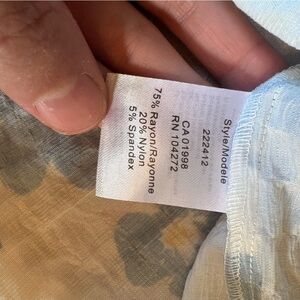 Style/Modele
222412
CA 01998
RN 104272
75% Rayon/Rayonne
20% Nylon
5% Spandex